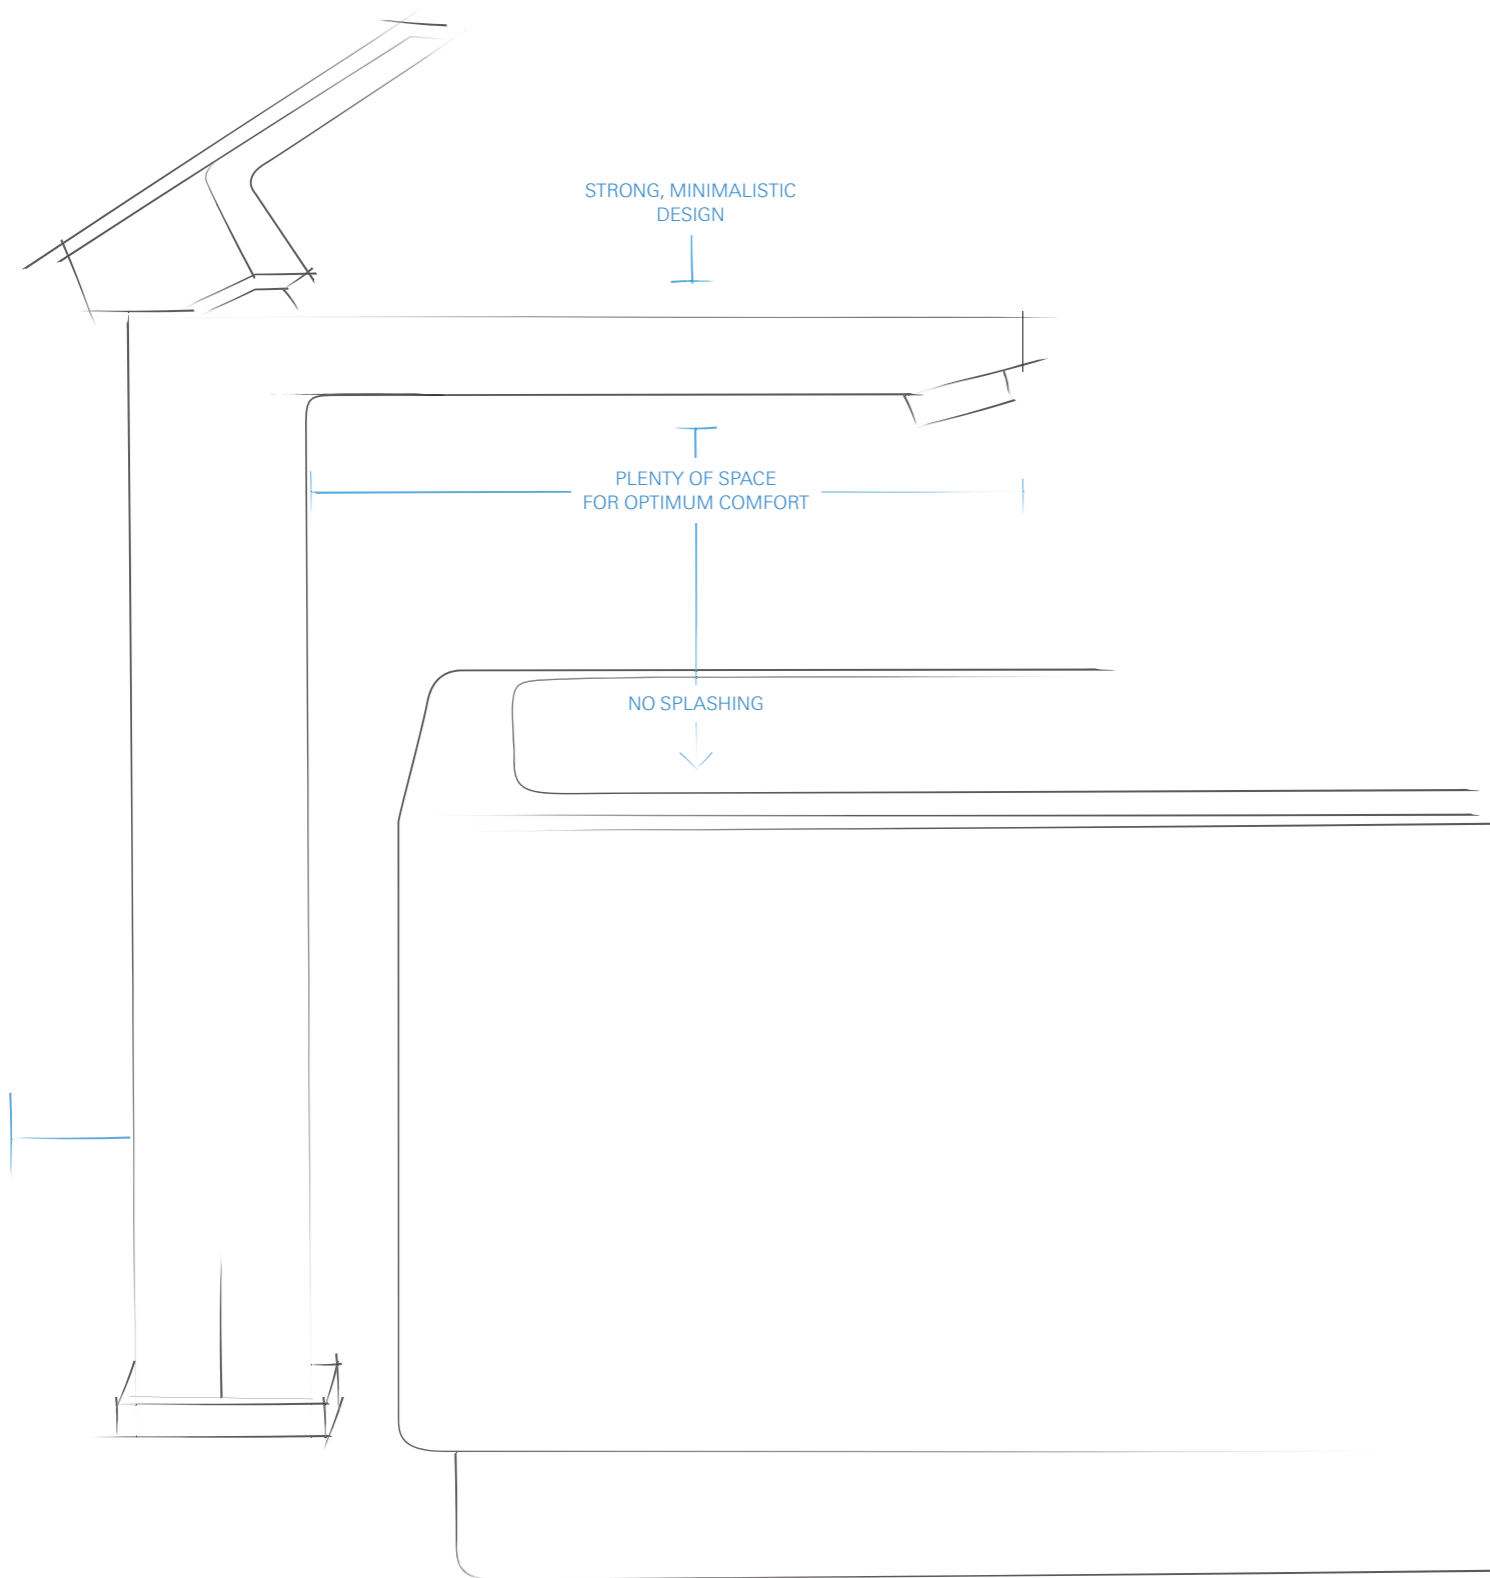 STRONG, MINIMALISTIC
DESIGN
PLENTY OF SPACE
FOR OPTIMUM COMFORT
NO SPLASHING